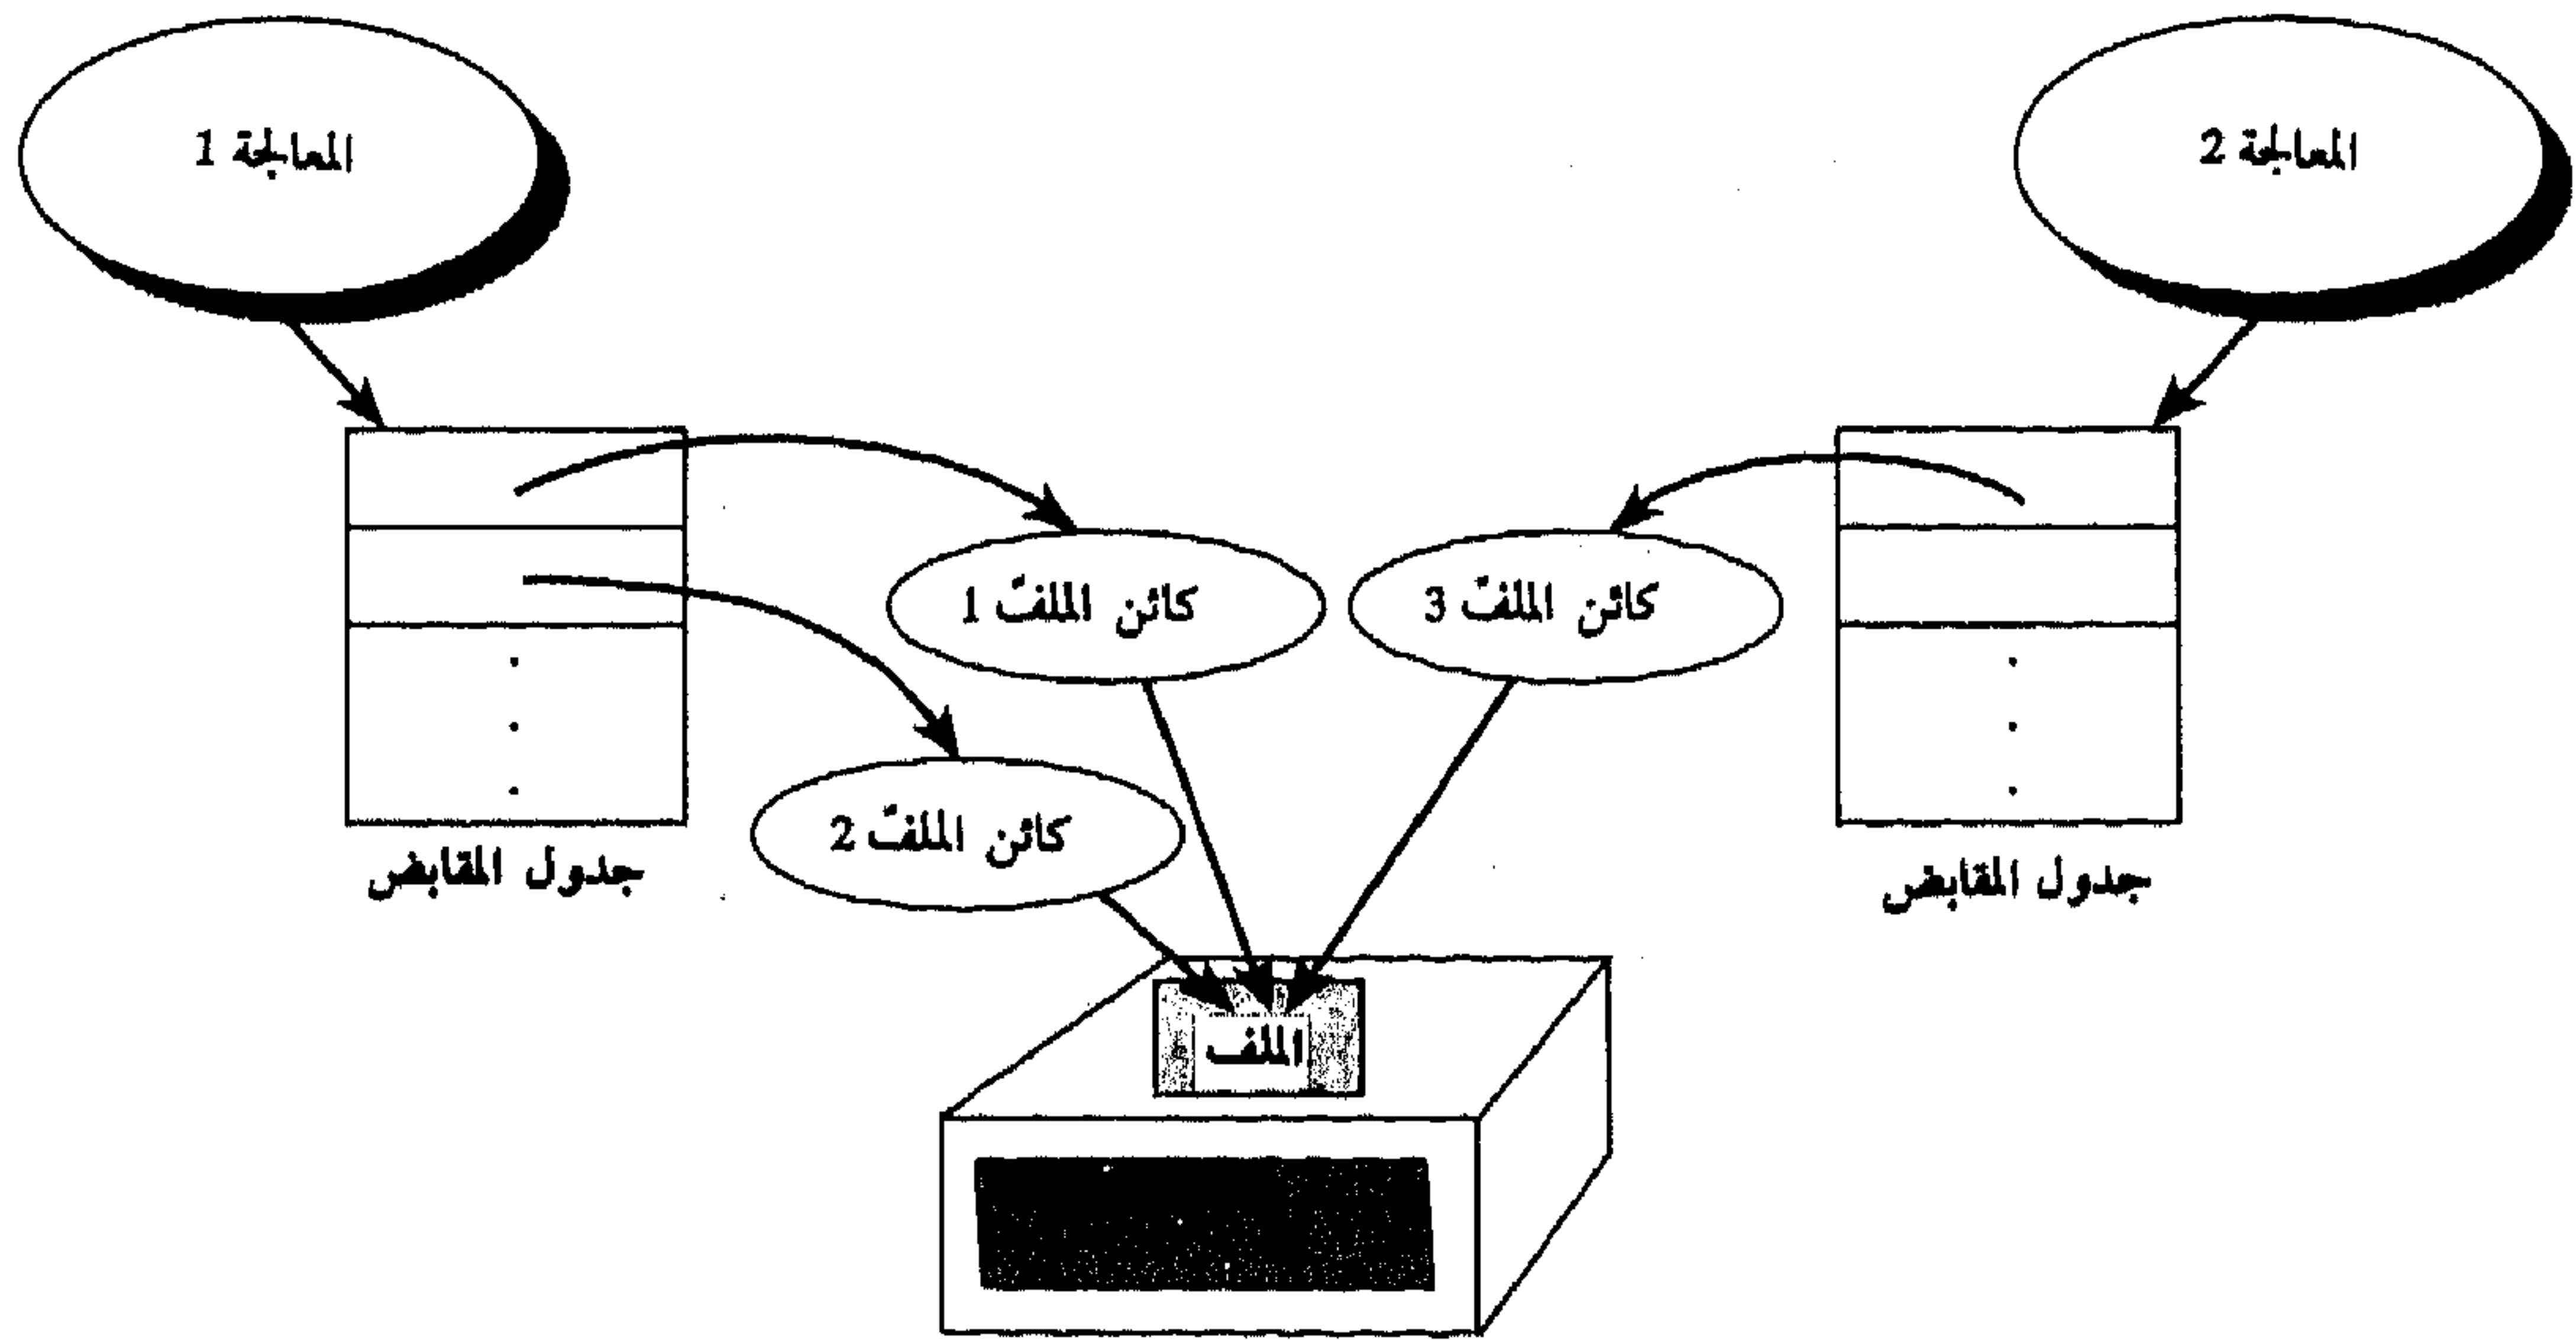 المعالجة 1
المعالجة 2
كائن الملفّ 1
كائن الملفّ 3
كائن الملفّ 2
جدول المقابض
جدول المقابض
الملف